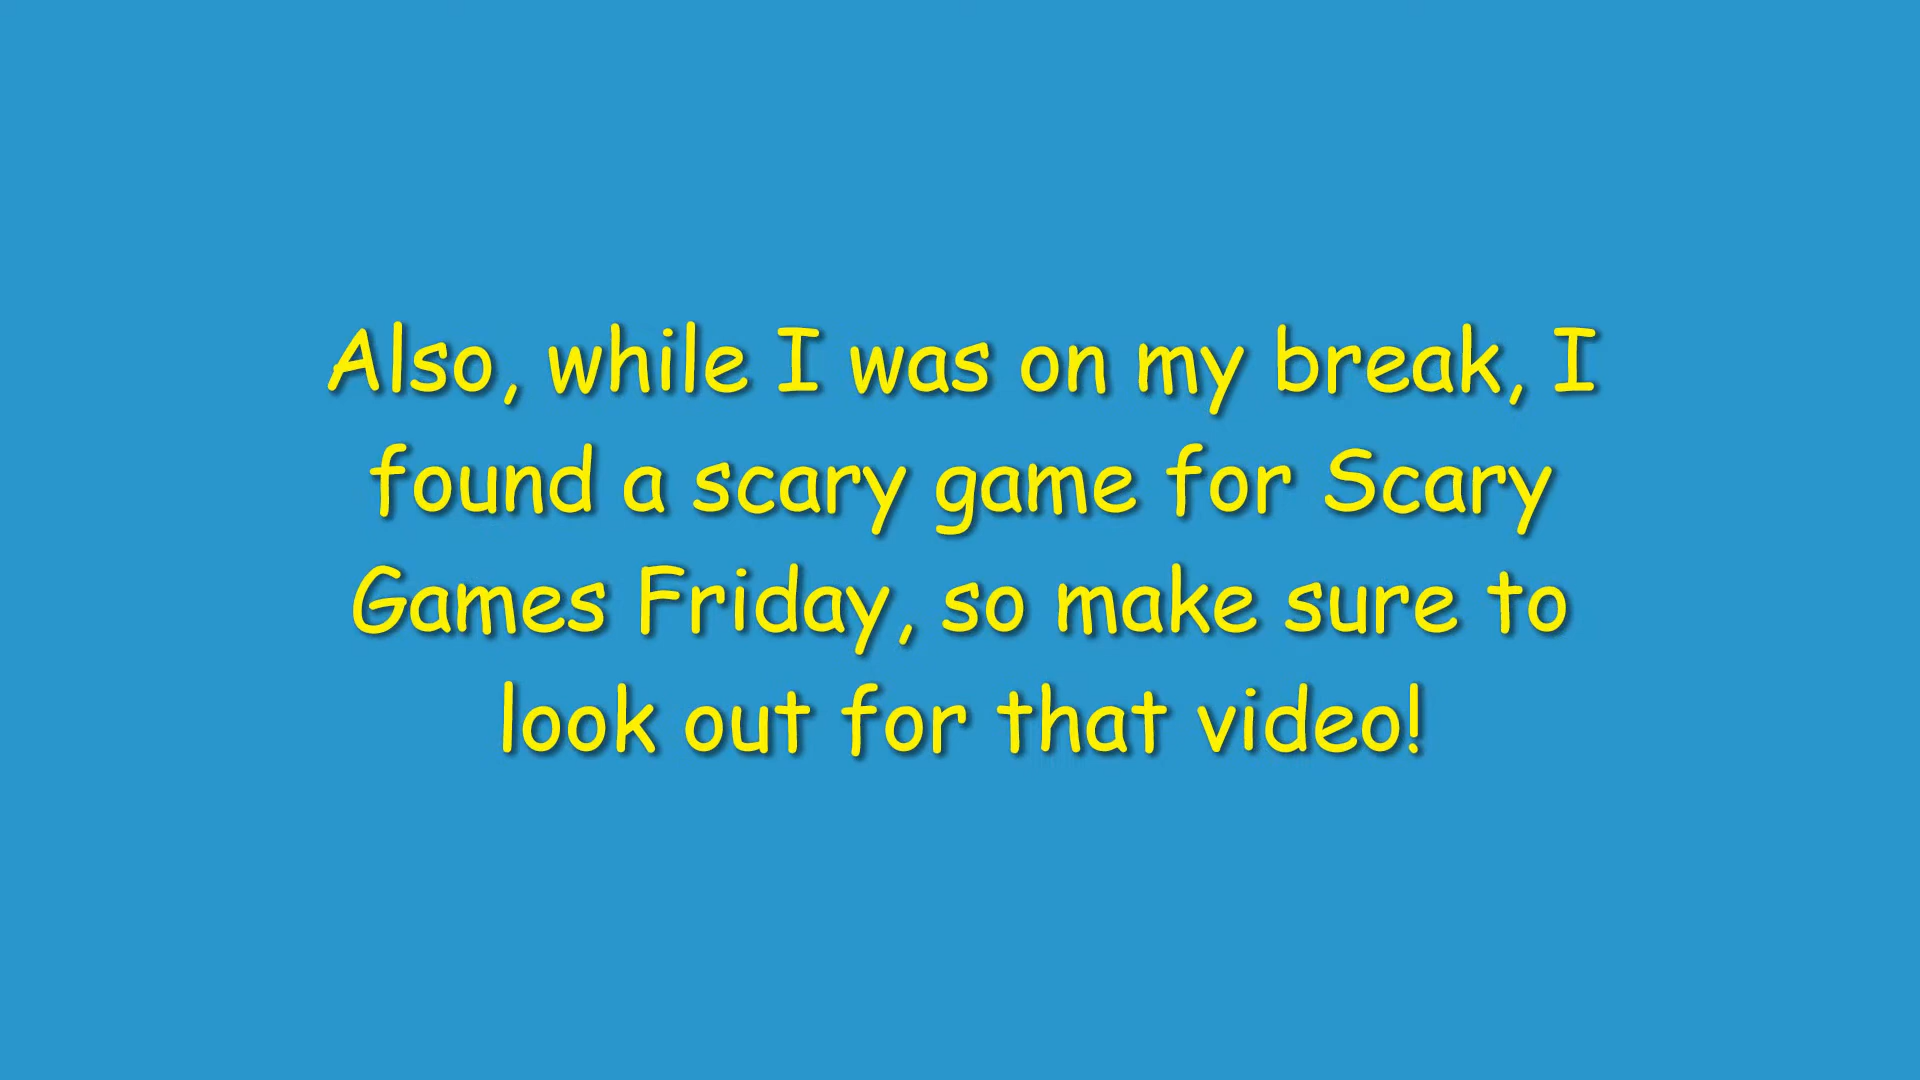 Also, while I was on my break, I
found a scary game for Scary
Games Friday, so make sure to
look out for that video!